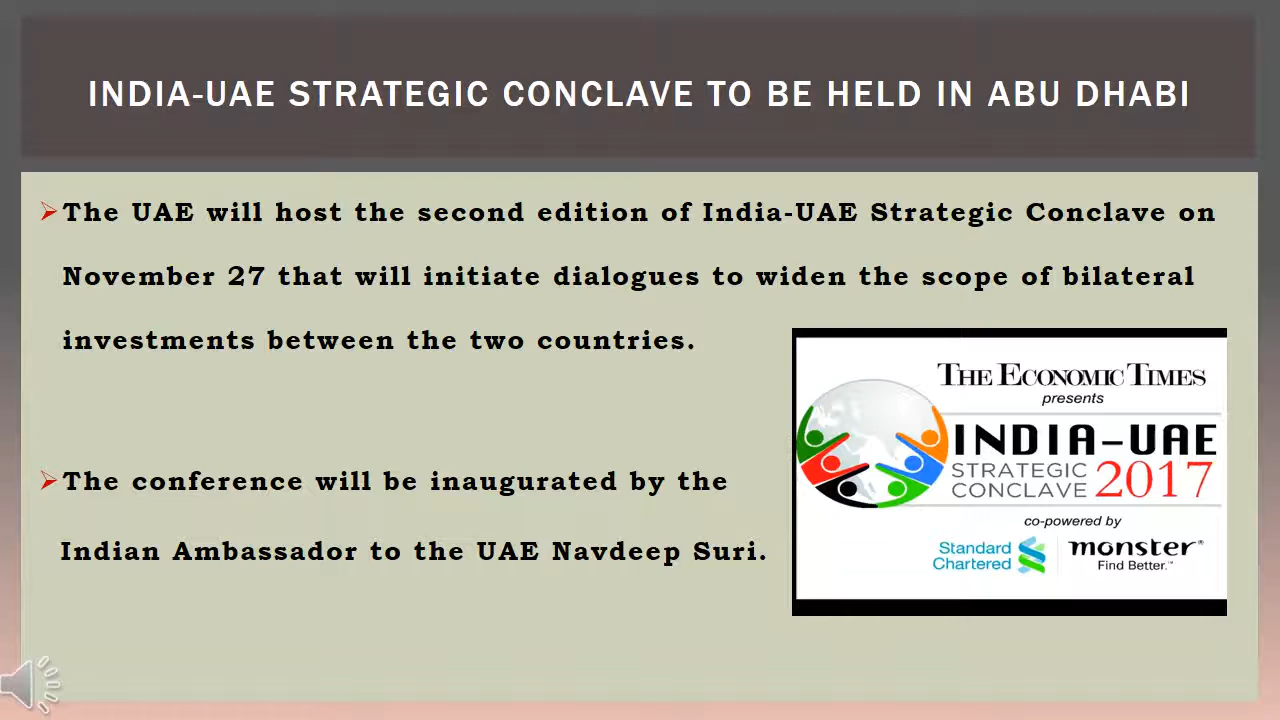 INDIA-UAE STRATEGIC CONCLAVE TO BE HELD IN ABU DHABI
The UAE will host the second edition of India-UAE Strategic Conclave on
November 27 that will initiate dialogues to widen the scope of bilateral
investments between the two countries.
The conference will be inaugurated by the
Indian Ambassador to the UAE Navdeep Suri.
THE ECONOMIC TIMES
presents
INDIA-UAE
STRATEGIC
CONCLAVE 2017
co-powered by
Standard
Chartered
monster®
Find Better.™